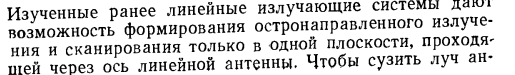 Изученные ранее линейные излучающие системы дают
возможность формирования остронаправленного излуче-
ния и сканирования только в одной плоскости, проходя-
щей через ось линейной антенны. Чтобы сузить луч ан-